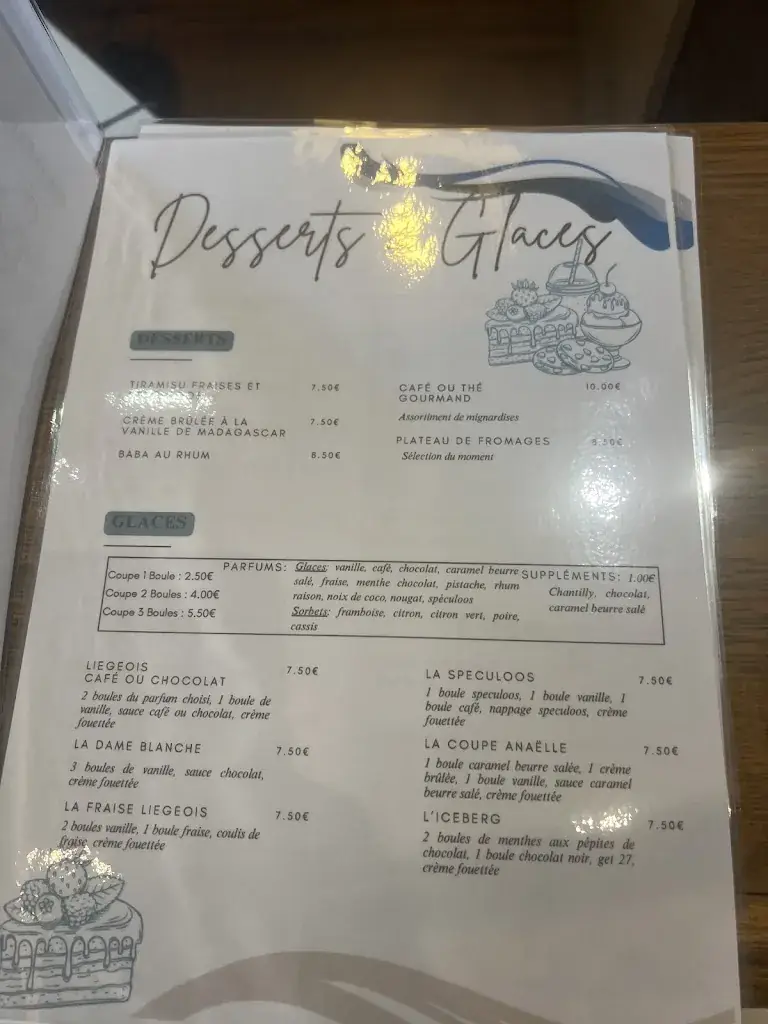 Desserts Glaces
DESSERTS
TIRAMISU FRAISES ET
7.50€
CRÈME BRÛLÉE À LA
VANILLE DE MADAGASCAR
7.50€
BABA AU RHUM
8.50€
CAFÉ OU THÉ
GOURMAND
10.00€
Assortiment de mignardises
PLATEAU DE FROMAGES
Sélection du moment
GLACES
Coupe 1 Boule : 2.50€
Coupe 2 Boules : 4.00€
Coupe 3 Boules : 5.50€
PARFUMS: Glaces: vanille, café, chocolat, caramel beurre
salé, fraise, menthe chocolat, pistache, rhum
raison, noix de coco, nougat, spéculoos
Sorbets: framboise, citron, citron vert, poire,
cassis
SUPPLÉMENTS: 1.00€
Chantilly, chocolat,
caramel beurre salé
LIEGEOIS
CAFÉ OU CHOCOLAT
7.50€
2 boules du parfum choisi, 1 boule de
vanille, sauce café ou chocolat, crème
fouettée
LA DAME BLANCHE
7.50€
3 boules de vanille, sauce chocolat,
crème fouettée
LA FRAISE LIEGEOIS
7.50€
2 boules vanille, 1 boule fraise, coulis de
fraise, crème fouettée
LA SPECULOOS
7.50€
1 boule speculoos, 1 boule vanille, 1
boule café, nappage speculoos, crème
fouettée
LA COUPE ANAËLLE
7.50€
1 boule caramel beurre salée, 1 crème
brûlée, 1 boule vanille, sauce caramel
beurre salé, crème fouettée
L'ICEBERG
7.50€
2 boules de menthes aux pépites de
chocolat, 1 boule chocolat noir, get 27,
crème fouettée